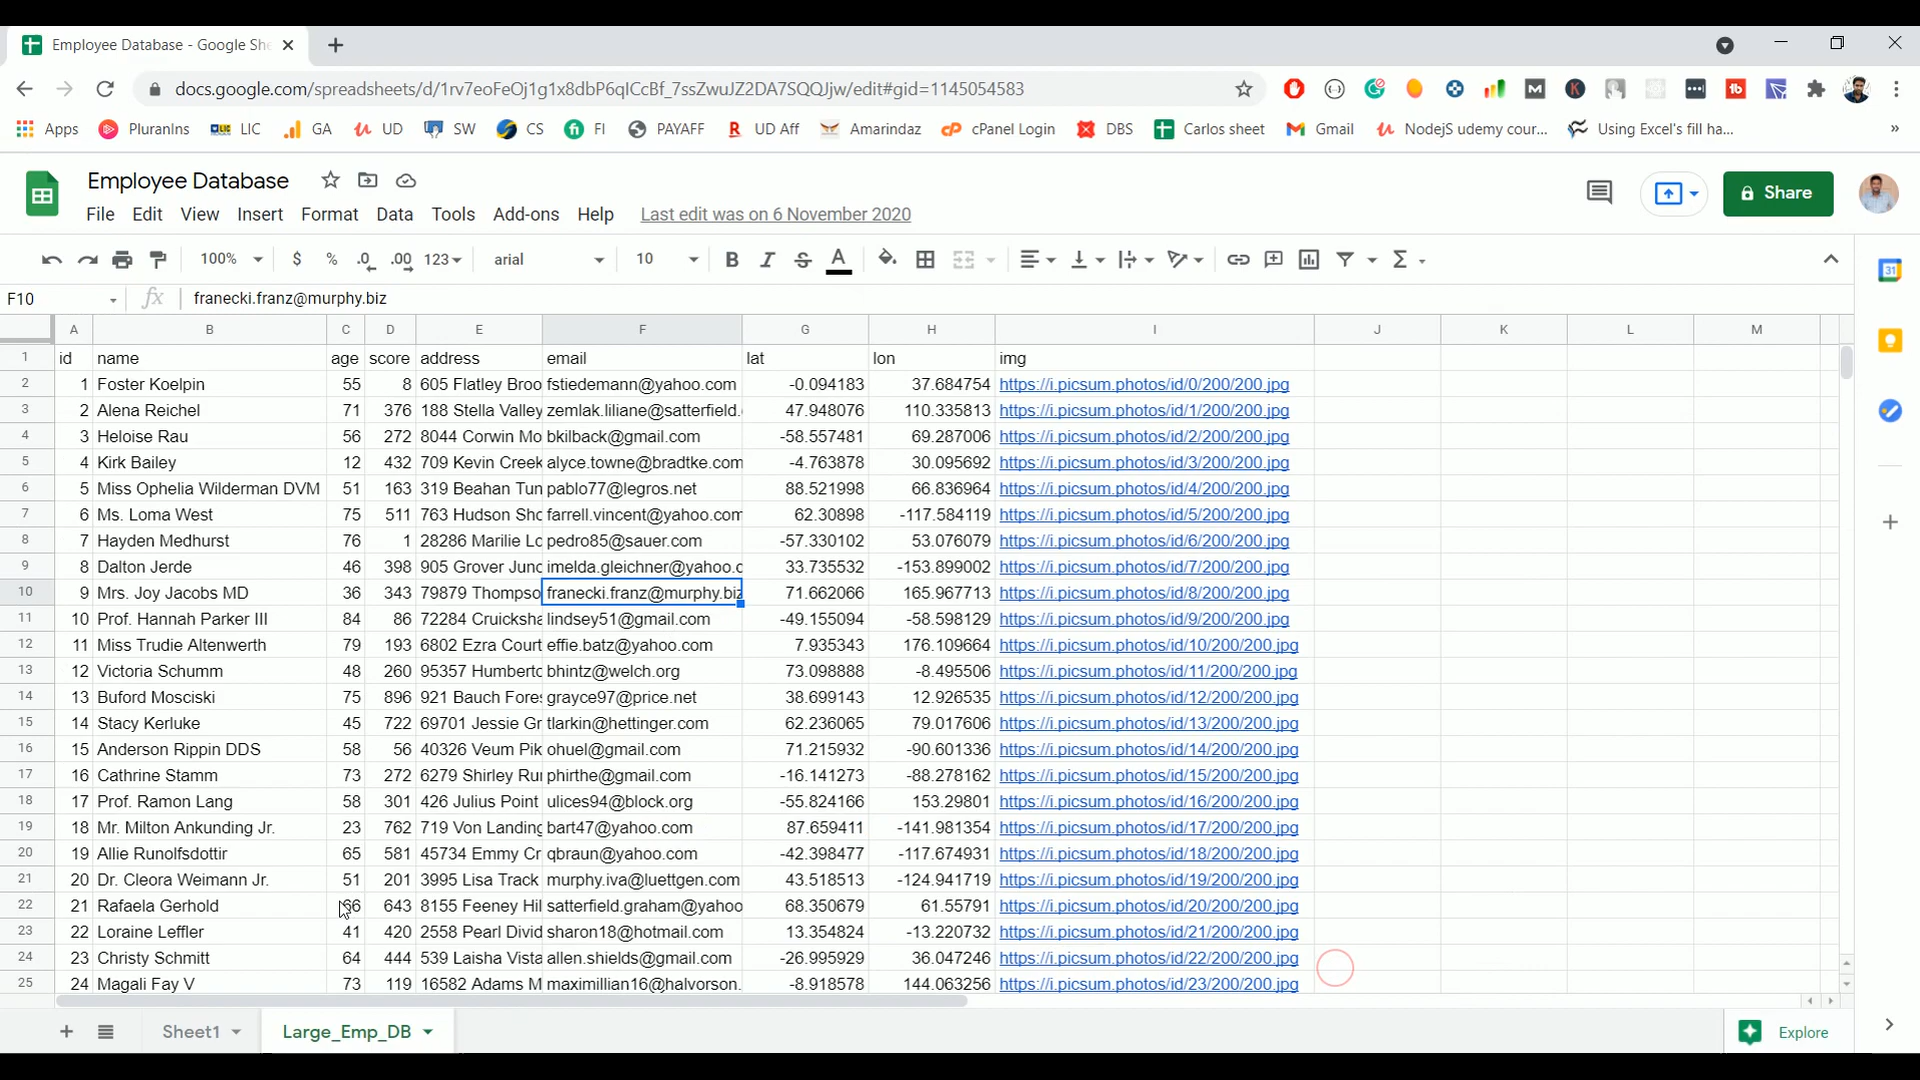 Employee Database - Google She
docs.google.com/spreadsheets/d/1rv7eoFeOj1g1x8dbP6qICcBf_7ssZwuJZ2DA7SQQJjw/edit#gid=1145054583
Apps PluranIns LIC GA UD SW CS FI PAYAFF UD Aff Amarindaz cPanel Login DBS Carlos sheet Gmail NodejS udemy cour... Using Excel's fill ha... »
Employee Database
File Edit View Insert Format Data Tools Add-ons Help Last edit was on 6 November 2020
Share
100% $ % .0 .00 123 arial 10 B I S A Σ
F10 fx franecki.franz@murphy.biz
A B C D E F G H I J K L M
1 id name age score address email lat lon img
2 1 Foster Koelpin 55 8 605 Flatley Broo fstiedemann@yahoo.com -0.094183 37.684754 https://i.picsum.photos/id/0/200/200.jpg
3 2 Alena Reichel 71 376 188 Stella Valley zemlak.liliane@satterfield. 47.948076 110.335813 https://i.picsum.photos/id/1/200/200.jpg
4 3 Heloise Rau 56 272 8044 Corwin Mo bkilback@gmail.com -58.557481 69.287006 https://i.picsum.photos/id/2/200/200.jpg
5 4 Kirk Bailey 12 432 709 Kevin Creek alyce.towne@bradtke.com -4.763878 30.095692 https://i.picsum.photos/id/3/200/200.jpg
6 5 Miss Ophelia Wilderman DVM 51 163 319 Beahan Tun pablo77@legros.net 88.521998 66.836964 https://i.picsum.photos/id/4/200/200.jpg
7 6 Ms. Loma West 75 511 763 Hudson Sho farrell.vincent@yahoo.com 62.30898 -117.584119 https://i.picsum.photos/id/5/200/200.jpg
8 7 Hayden Medhurst 76 1 28286 Marilie Lo pedro85@sauer.com -57.330102 53.076079 https://i.picsum.photos/id/6/200/200.jpg
9 8 Dalton Jerde 46 398 905 Grover Junc imelda.gleichner@yahoo.c 33.735532 -153.899002 https://i.picsum.photos/id/7/200/200.jpg
10 9 Mrs. Joy Jacobs MD 36 343 79879 Thompso franecki.franz@murphy.biz 71.662066 165.967713 https://i.picsum.photos/id/8/200/200.jpg
11 10 Prof. Hannah Parker III 84 86 72284 Cruicksha lindsey51@gmail.com -49.155094 -58.598129 https://i.picsum.photos/id/9/200/200.jpg
12 11 Miss Trudie Altenwerth 79 193 6802 Ezra Court effie.batz@yahoo.com 7.935343 176.109664 https://i.picsum.photos/id/10/200/200.jpg
13 12 Victoria Schumm 48 260 95357 Humberto bhintz@welch.org 73.098888 -8.495506 https://i.picsum.photos/id/11/200/200.jpg
14 13 Buford Mosciski 75 896 921 Bauch Fores grayce97@price.net 38.699143 12.926535 https://i.picsum.photos/id/12/200/200.jpg
15 14 Stacy Kerluke 45 722 69701 Jessie Gr tlarkin@hettinger.com 62.236065 79.017606 https://i.picsum.photos/id/13/200/200.jpg
16 15 Anderson Rippin DDS 58 56 40326 Veum Pik ohuel@gmail.com 71.215932 -90.601336 https://i.picsum.photos/id/14/200/200.jpg
17 16 Cathrine Stamm 73 272 6279 Shirley Ru phirthe@gmail.com -16.141273 -88.278162 https://i.picsum.photos/id/15/200/200.jpg
18 17 Prof. Ramon Lang 58 301 426 Julius Point ulices94@block.org -55.824166 153.29801 https://i.picsum.photos/id/16/200/200.jpg
19 18 Mr. Milton Ankunding Jr. 23 762 719 Von Landing bart47@yahoo.com 87.659411 -141.981354 https://i.picsum.photos/id/17/200/200.jpg
20 19 Allie Runolfsdottir 65 581 45734 Emmy Cr qbraun@yahoo.com -42.398477 -117.674931 https://i.picsum.photos/id/18/200/200.jpg
21 20 Dr. Cleora Weimann Jr. 51 201 3995 Lisa Track murphy.iva@luettgen.com 43.518513 -124.941719 https://i.picsum.photos/id/19/200/200.jpg
22 21 Rafaela Gerhold 643 8155 Feeney Hil satterfield.graham@yahoo 68.350679 61.55791 https://i.picsum.photos/id/20/200/200.jpg
23 22 Loraine Leffler 41 420 2558 Pearl Divid sharon18@hotmail.com 13.354824 -13.220732 https://i.picsum.photos/id/21/200/200.jpg
24 23 Christy Schmitt 64 444 539 Laisha Vista allen.shields@gmail.com -26.995929 36.047246 https://i.picsum.photos/id/22/200/200.jpg
25 24 Magali Fay V 73 119 16582 Adams M maximillian16@halvorson. -8.918578 144.063256 https://i.picsum.photos/id/23/200/200.jpg
Sheet1 Large_Emp_DB Explore